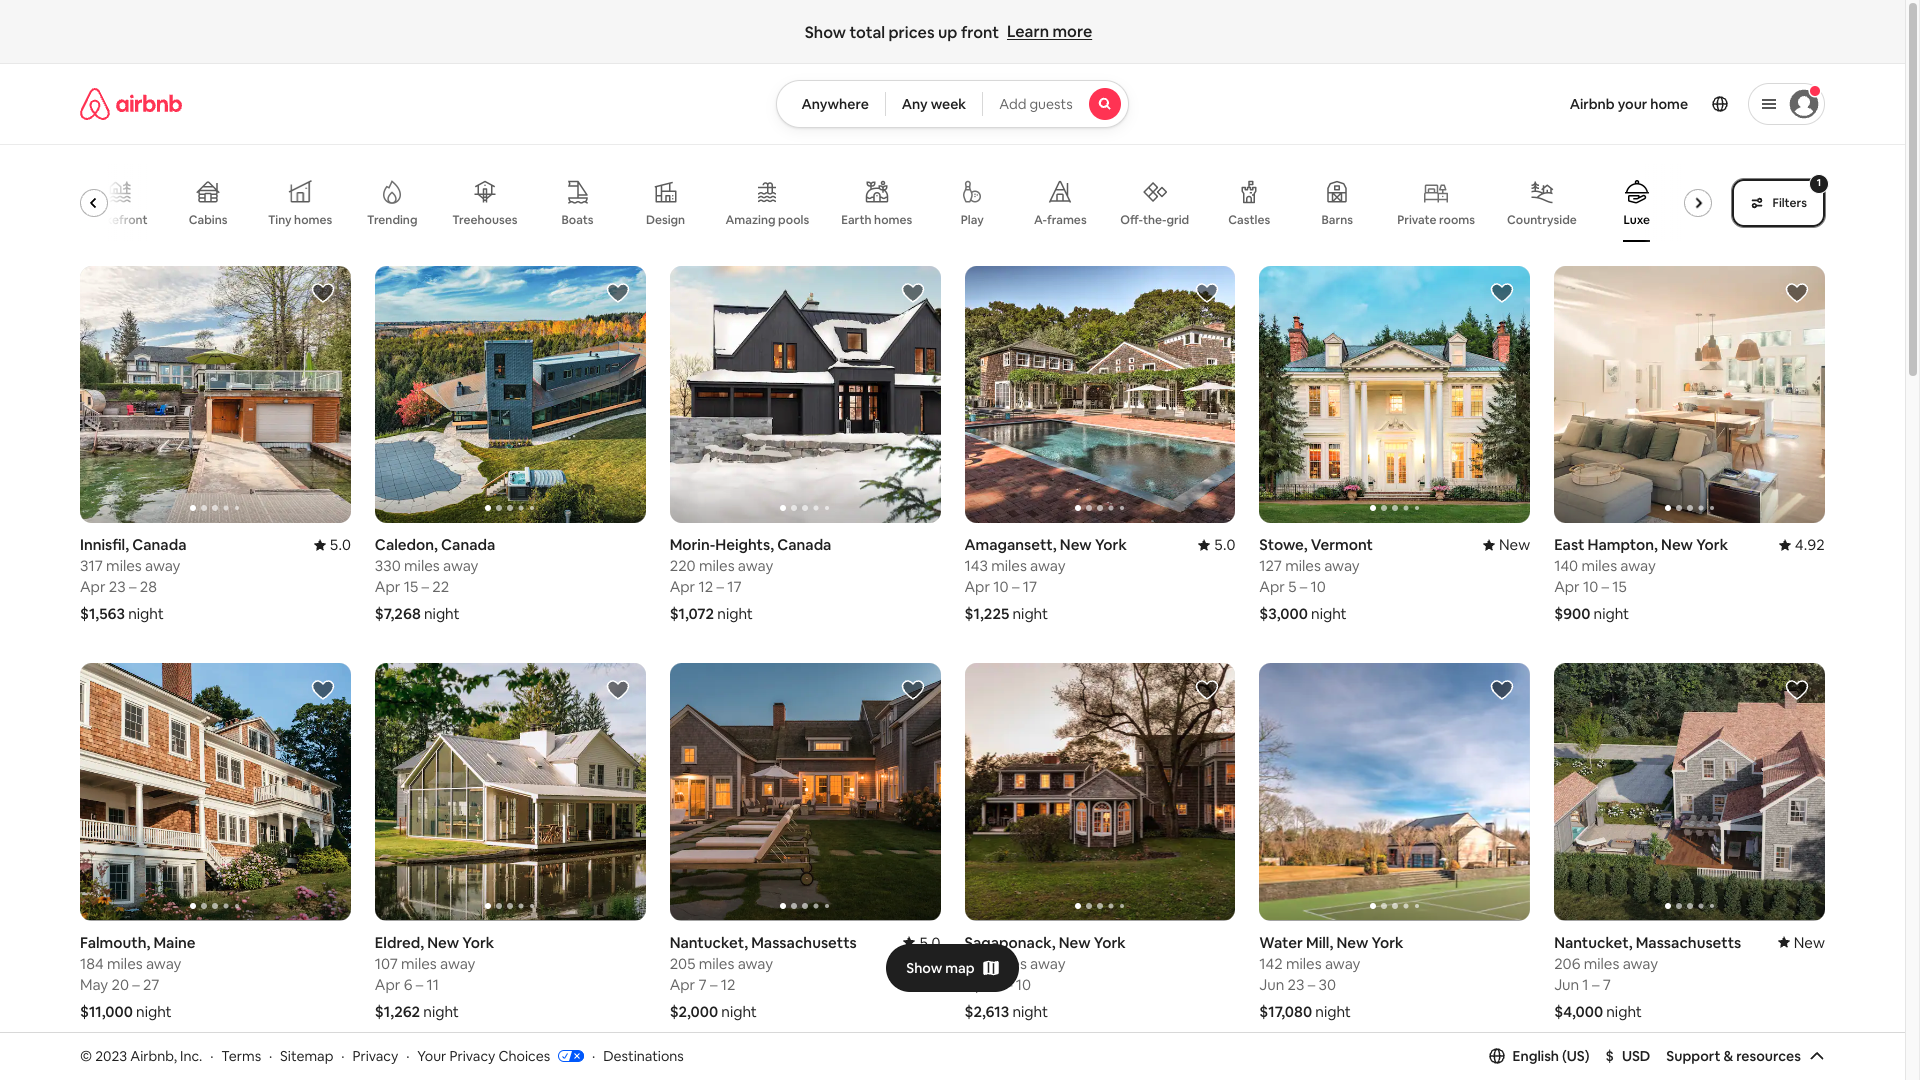 Show total prices up front Learn more
airbnb
Anywhere
Any week
Add guests
Airbnb your home
Cabins
Tiny homes
Trending
Treehouses
Boats
Design
Amazing pools
Earth homes
Play
A-frames
Off-the-grid
Castles
Barns
Private rooms
Countryside
Luxe
Filters
1
Innisfil, Canada 5.0
317 miles away
Apr 23 – 28
$1,563 night
Caledon, Canada
330 miles away
Apr 15 – 22
$7,268 night
Morin-Heights, Canada
220 miles away
Apr 12 – 17
$1,072 night
Amagansett, New York 5.0
143 miles away
Apr 10 – 17
$1,225 night
Stowe, Vermont New
127 miles away
Apr 5 – 10
$3,000 night
East Hampton, New York 4.92
140 miles away
Apr 10 – 15
$900 night
Falmouth, Maine
184 miles away
May 20 – 27
$11,000 night
Eldred, New York
107 miles away
Apr 6 – 11
$1,262 night
Nantucket, Massachusetts 5.0
205 miles away
Apr 7 – 12
$2,000 night
Sagaponack, New York
away
10
$2,613 night
Water Mill, New York
142 miles away
Jun 23 – 30
$17,080 night
Nantucket, Massachusetts New
206 miles away
Jun 1 – 7
$4,000 night
Show map
© 2023 Airbnb, Inc. · Terms · Sitemap · Privacy · Your Privacy Choices · Destinations
English (US) $ USD Support & resources